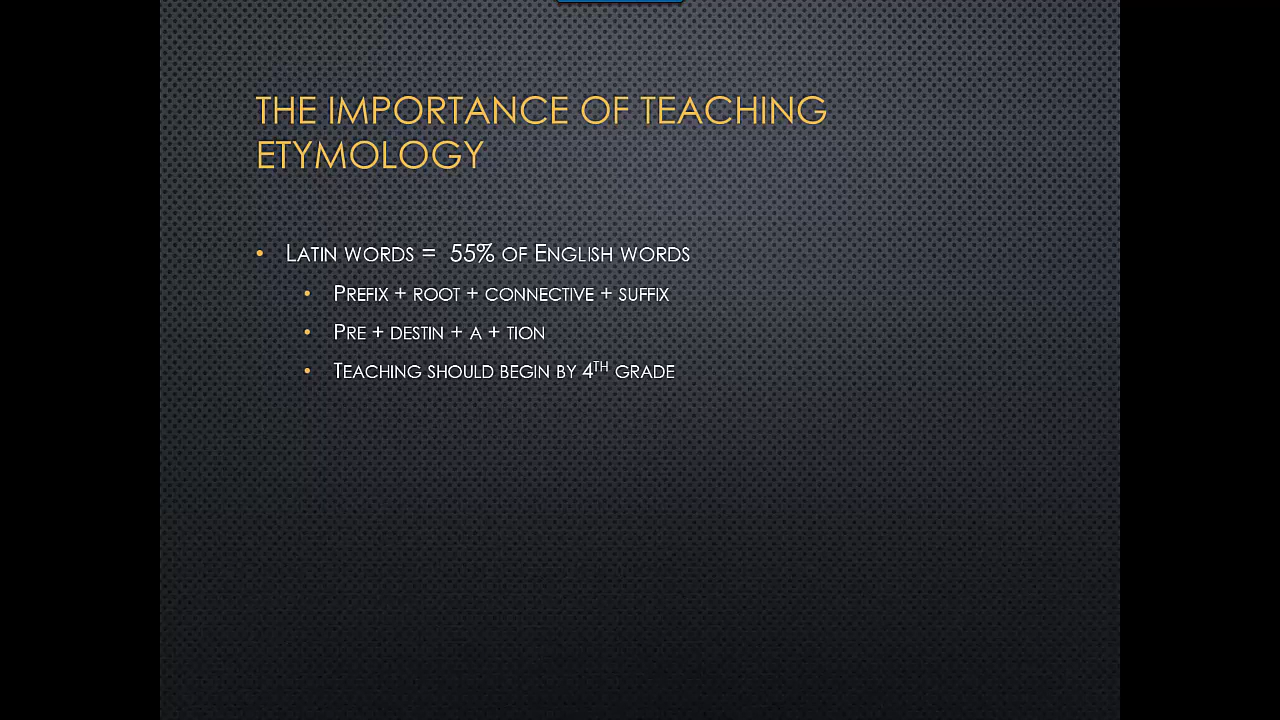 THE IMPORTANCE OF TEACHING
ETYMOLOGY
• LATIN WORDS = 55% OF ENGLISH WORDS
• PREFIX + ROOT + CONNECTIVE + SUFFIX
• PRE + DESTIN + A + TION
• TEACHING SHOULD BEGIN BY 4TH GRADE